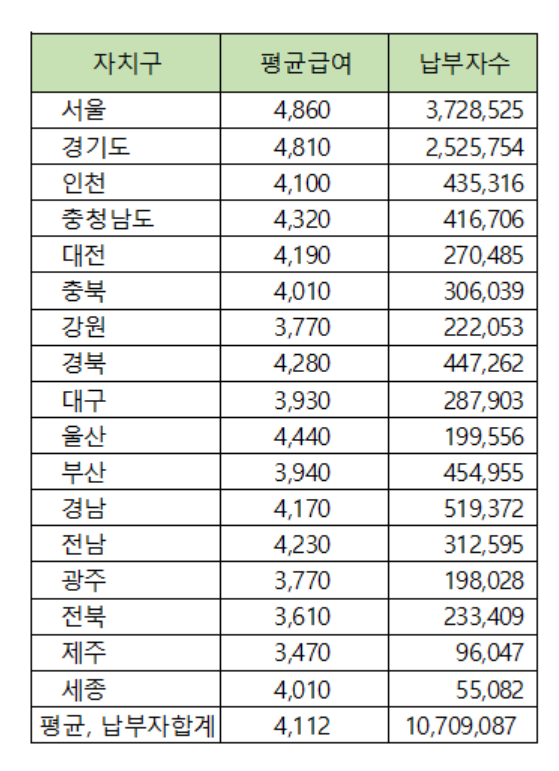 자치구 평균급여 납부자수
서울 4,860 3,728,525
경기도 4,810 2,525,754
인천 4,100 435,316
충청남도 4,320 416,706
대전 4,190 270,485
충북 4,010 306,039
강원 3,770 222,053
경북 4,280 447,262
대구 3,930 287,903
울산 4,440 199,556
부산 3,940 454,955
경남 4,170 519,372
전남 4,230 312,595
광주 3,770 198,028
전북 3,610 233,409
제주 3,470 96,047
세종 4,010 55,082
평균, 납부자합계 4,112 10,709,087